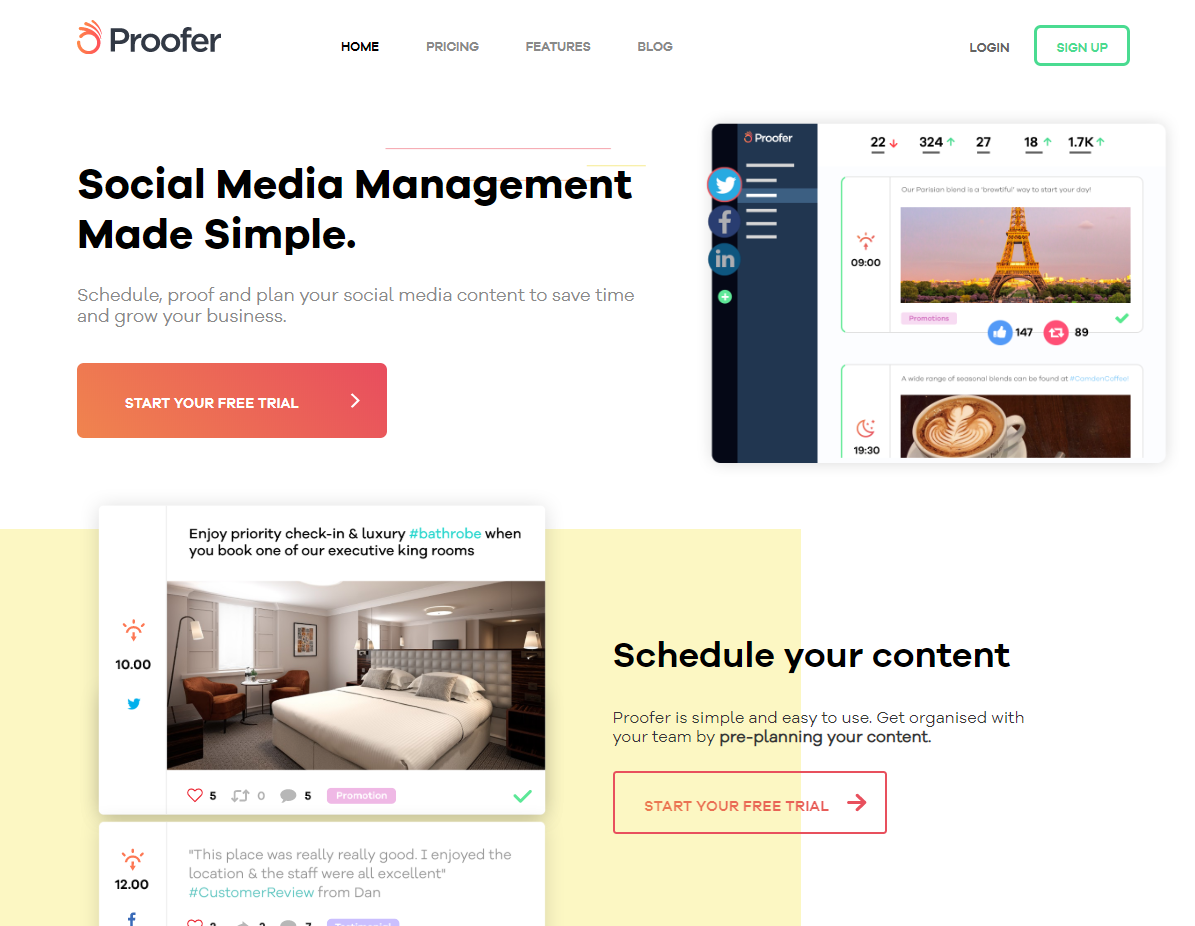 Proofer
HOME
PRICING
FEATURES
BLOG
LOGIN
SIGN UP
Social Media Management
Made Simple.
Schedule, proof and plan your social media content to save time
and grow your business.
START YOUR FREE TRIAL
Proofer
22
324
27
18
1.7K
Our Parisian blend is a 'brewtiful' way to start your day!
09:00
Promotions
147
89
A wide range of seasonal blends can be found at #CamdenCoffee!
19:30
Enjoy priority check-in & luxury #bathrobe when
you book one of our executive king rooms
10.00
5
0
5
Promotion
"This place was really really good. I enjoyed the
location & the staff were all excellent"
#CustomerReview from Dan
12.00
Schedule your content
Proofer is simple and easy to use. Get organised with
your team by pre-planning your content.
START YOUR FREE TRIAL